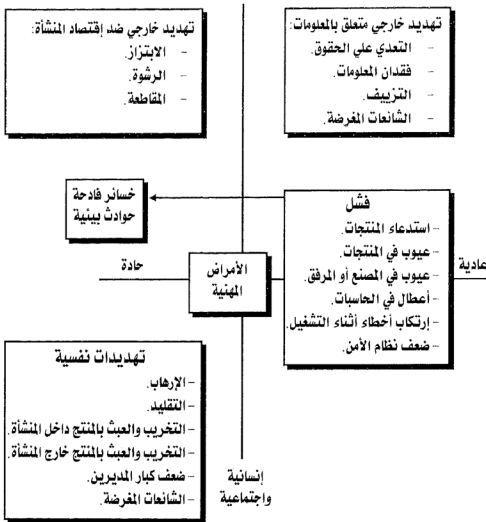 تهديد خارجي متعلق بالمعلومات:
- التعدي علي الحقوق.
- فقدان المعلومات.
- التزييف.
- الشائعات المغرضة.
تهديد خارجي ضد إقتصاد المنشأة:
- الابتزاز.
- الرشوة.
- المقاطعة.
خسائر فادحة
حوادث بيئية
فشل
- استدعاء المنتجات.
- عيوب في المنتجات.
- عيوب في المصنع أو المرفق.
- أعطال في الحاسبات.
- إرتكاب أخطاء أثناء التشغيل.
- ضعف نظام الأمن.
عادية
الأمراض
المهنية
حادة
تهديدات نفسية
- الإرهاب.
- التقليد.
- التخريب والعبث بالمنتج داخل المنشأة.
- التخريب والعبث بالمنتج خارج المنشأة.
- ضعف كبار المديرين.
- الشائعات المغرضة.
إنسانية
واجتماعية